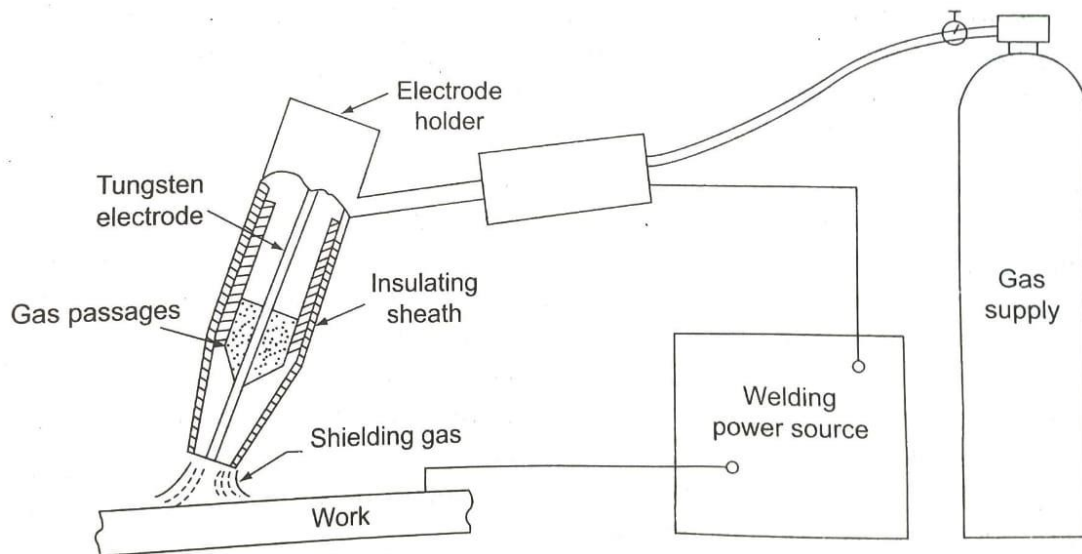 Electrode
holder
Tungsten
electrode
Gas passages
Insulating
sheath
Shielding gas
Work
Welding
power source
Gas
supply